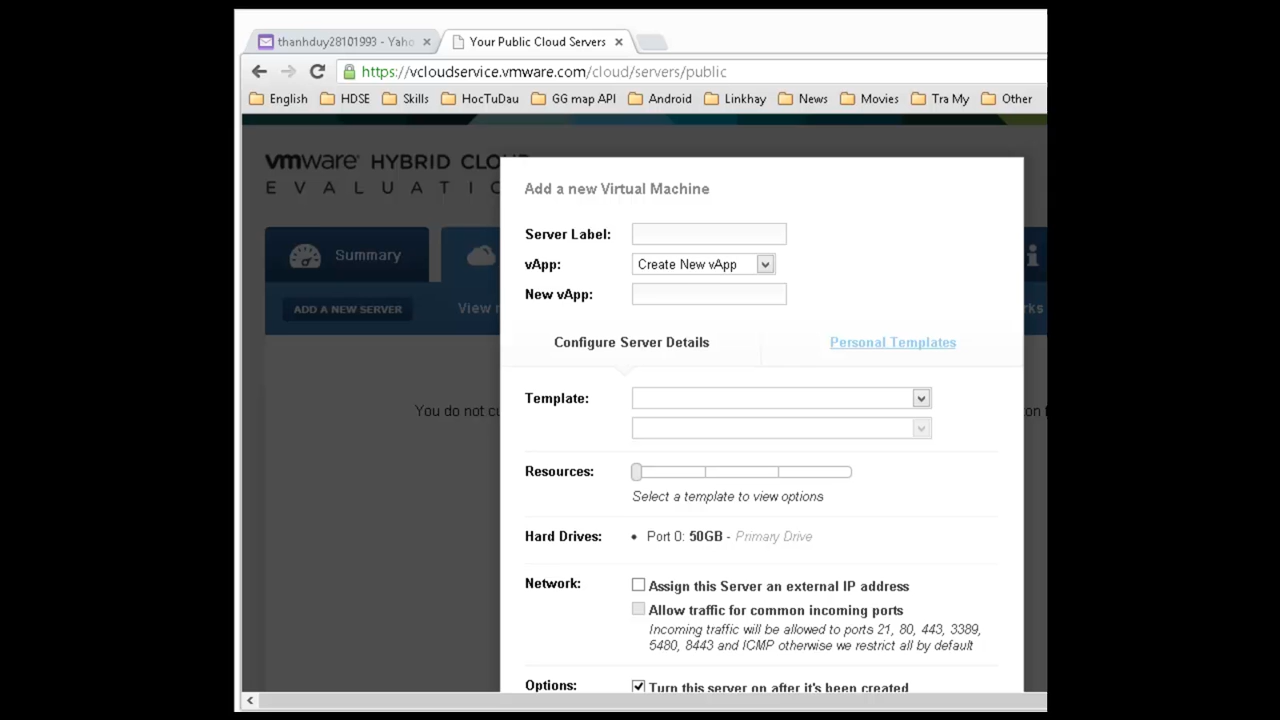 thanhduy28101993 - Yaho
Your Public Cloud Servers
https://vcloudservice.vmware.com/cloud/servers/public
English HDSE Skills HocTuDau GG map API Android Linkhay News Movies Tra My Other
vmware HYBRID CLOUD
EVALUATIO
Add a new Virtual Machine
Server Label:
Summary
vApp: Create New vApp
New vApp:
ADD A NEW SERVER
View
rks
Configure Server Details Personal Templates
Template:
You do not cu
on
Resources:
Select a template to view options
Hard Drives: • Port 0: 50GB - Primary Drive
Network: Assign this Server an external IP address
Allow traffic for common incoming ports
Incoming traffic will be allowed to ports 21, 80, 443, 3389,
5480, 8443 and ICMP otherwise we restrict all by default
Options: Turn this server on after it's been created